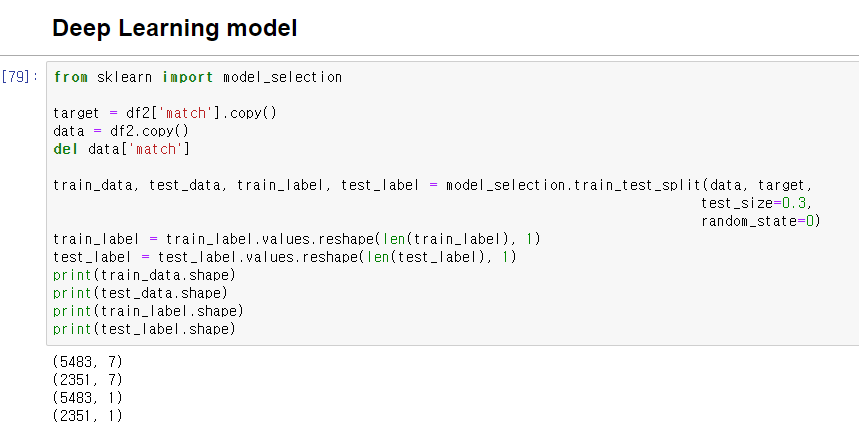 Deep Learning model
[79]:
from sklearn import model_selection
target = df2['match'].copy()
data = df2.copy()
del data['match']
train_data, test_data, train_label, test_label = model_selection.train_test_split(data, target,
test_size=0.3,
random_state=0)
train_label = train_label.values.reshape(len(train_label), 1)
test_label = test_label.values.reshape(len(test_label), 1)
print(train_data.shape)
print(test_data.shape)
print(train_label.shape)
print(test_label.shape)
(5483, 7)
(2351, 7)
(5483, 1)
(2351, 1)